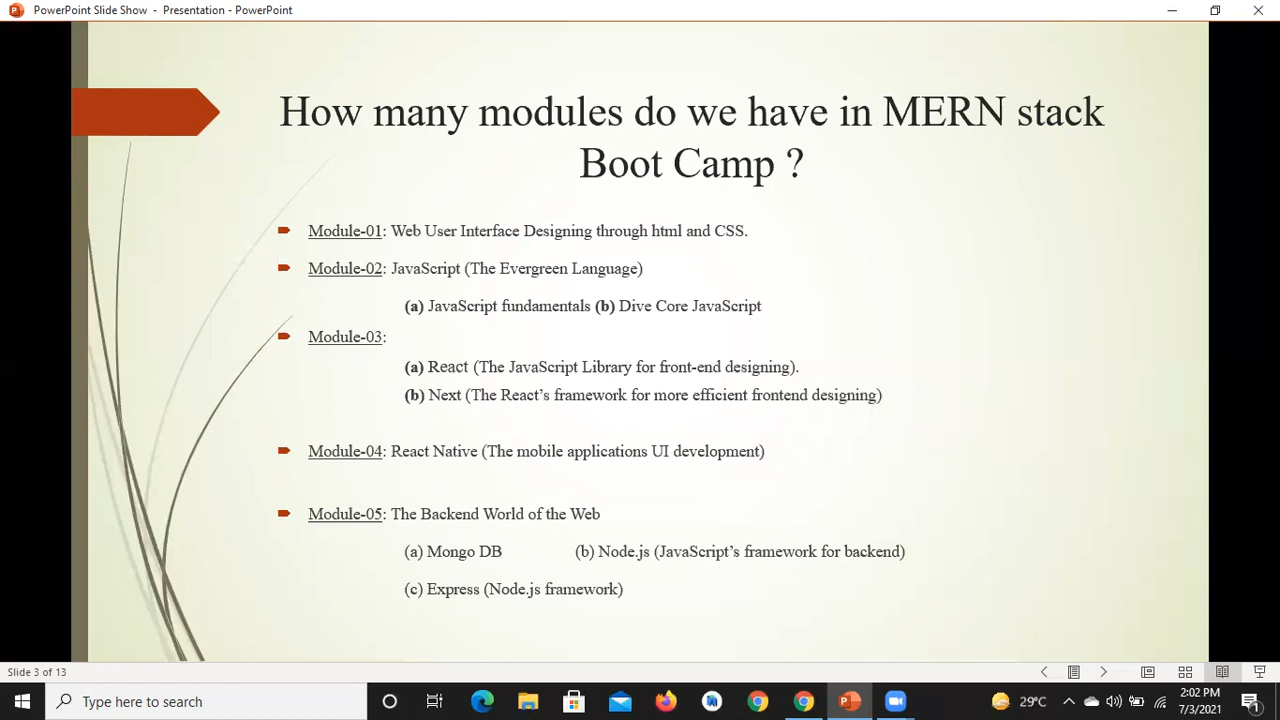 PowerPoint Slide Show - Presentation - PowerPoint
How many modules do we have in MERN stack
Boot Camp ?
Module-01: Web User Interface Designing through html and CSS.
Module-02: JavaScript (The Evergreen Language)
(a) JavaScript fundamentals (b) Dive Core JavaScript
Module-03:
(a) React (The JavaScript Library for front-end designing).
(b) Next (The React’s framework for more efficient frontend designing)
Module-04: React Native (The mobile applications UI development)
Module-05: The Backend World of the Web
(a) Mongo DB (b) Node.js (JavaScript’s framework for backend)
(c) Express (Node.js framework)
Slide 3 of 13
Type here to search
29°C
2:02 PM
7/3/2021
1